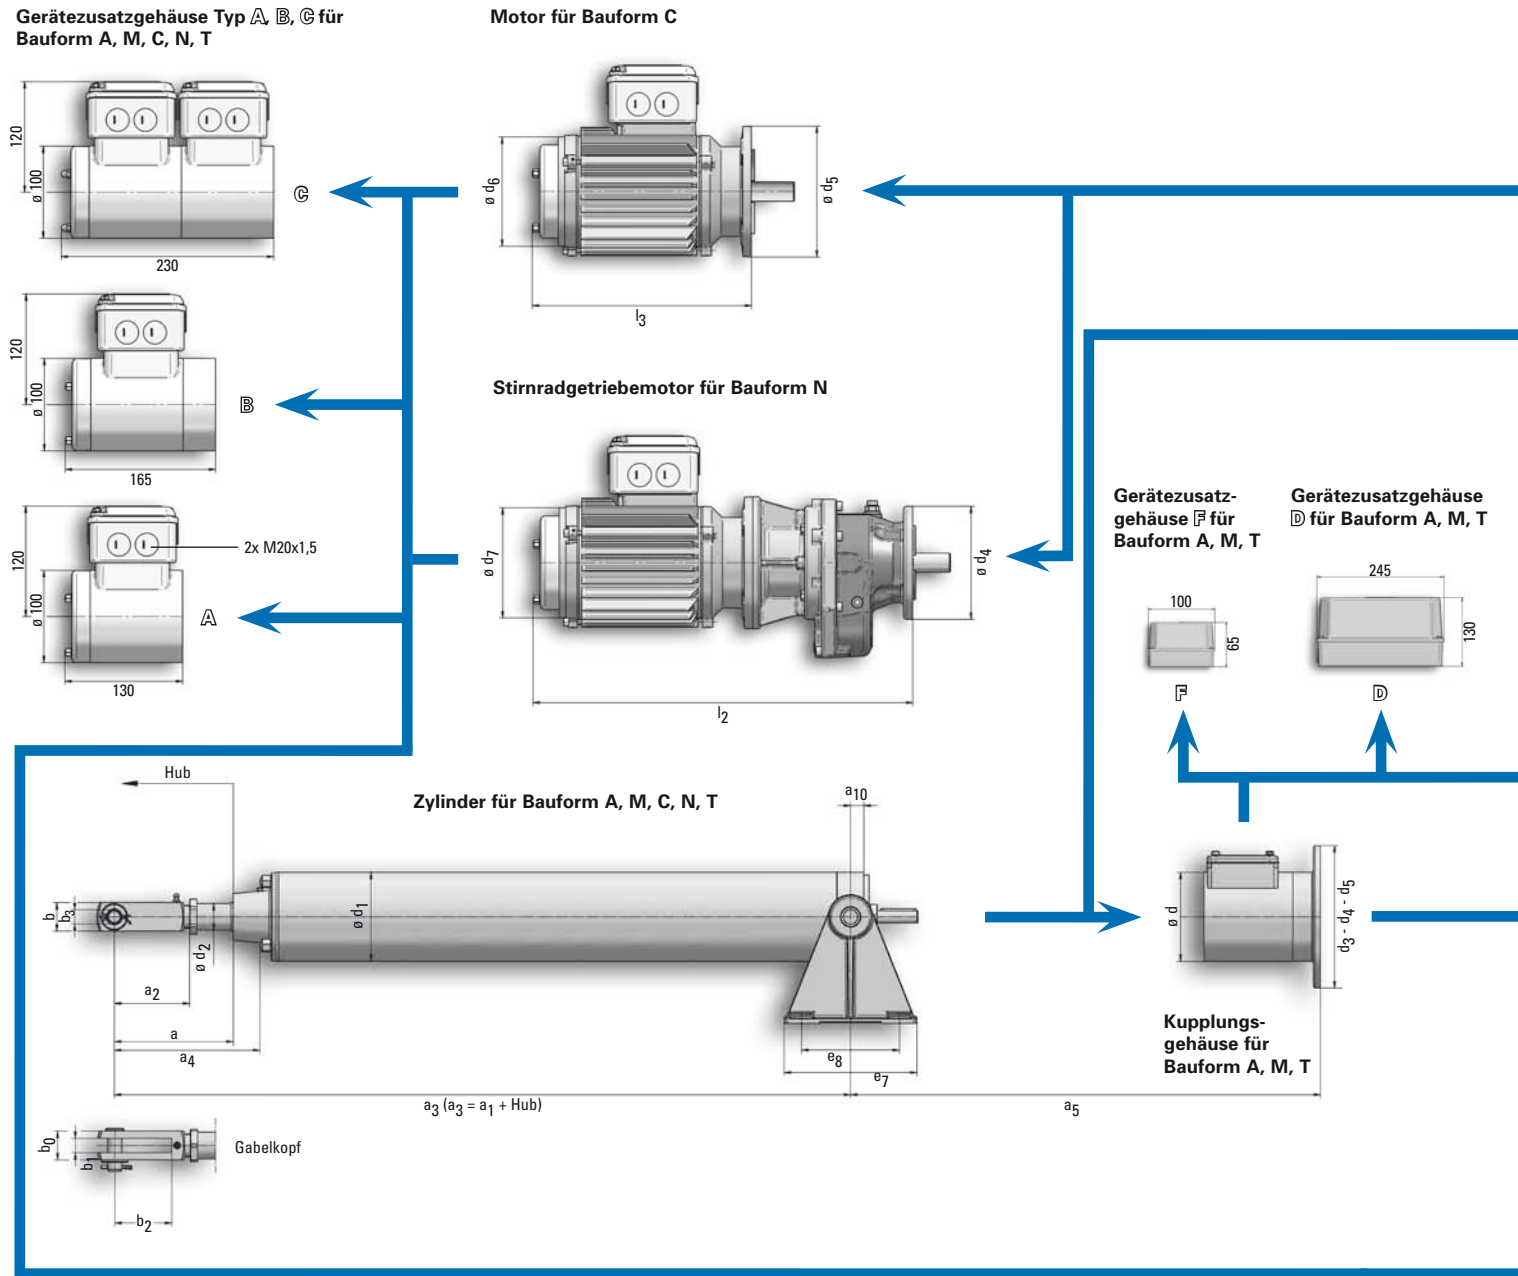 Gerätezusatzgehäuse Typ A, B, C für
Bauform A, M, C, N, T
120
ø 100
230
C
120
ø 100
165
B
120
ø 100
130
2x M20x1,5
A
Motor für Bauform C
ø d6
ø d5
l3
Stirnradgetriebemotor für Bauform N
ø d7
ø d4
l2
Gerätezusatz-
gehäuse F für
Bauform A, M, T
100
65
F
Gerätezusatzgehäuse
D für Bauform A, M, T
245
130
D
Hub
Zylinder für Bauform A, M, C, N, T
a10
b
b3
ø d2
ø d1
a2
a
a4
e8
e7
a3 (a3 = a1 + Hub)
a5
ø d
d3 - d4 - d5
Kupplungs-
gehäuse für
Bauform A, M, T
b0
b1
Gabelkopf
b2